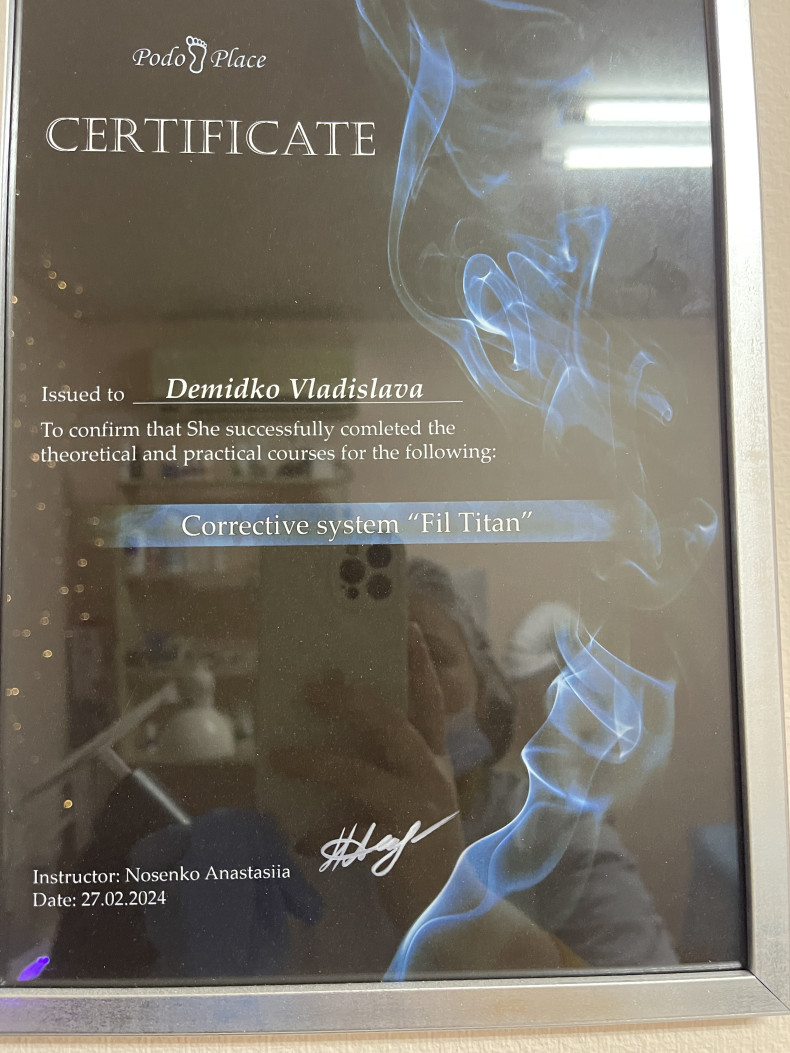 Podo Place
CERTIFICATE
Issued to Demidko Vladislava
To confirm that She successfully comleted the
theoretical and practical courses for the following:
Corrective system “Fil Titan”
Instructor: Nosenko Anastasiia
Date: 27.02.2024